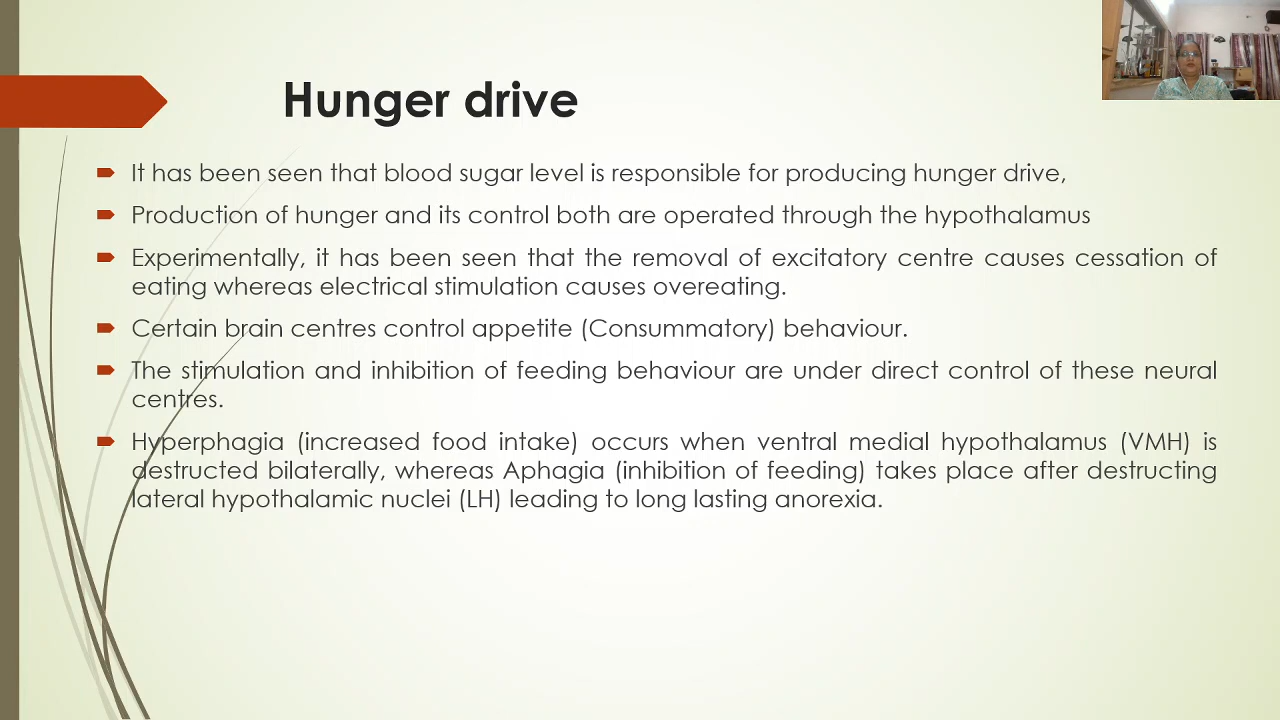 Hunger drive
It has been seen that blood sugar level is responsible for producing hunger drive,
Production of hunger and its control both are operated through the hypothalamus
Experimentally, it has been seen that the removal of excitatory centre causes cessation of
eating whereas electrical stimulation causes overeating.
Certain brain centres control appetite (Consummatory) behaviour.
The stimulation and inhibition of feeding behaviour are under direct control of these neural
centres.
Hyperphagia (increased food intake) occurs when ventral medial hypothalamus (VMH) is
destructed bilaterally, whereas Aphagia (inhibition of feeding) takes place after destructing
lateral hypothalamic nuclei (LH) leading to long lasting anorexia.